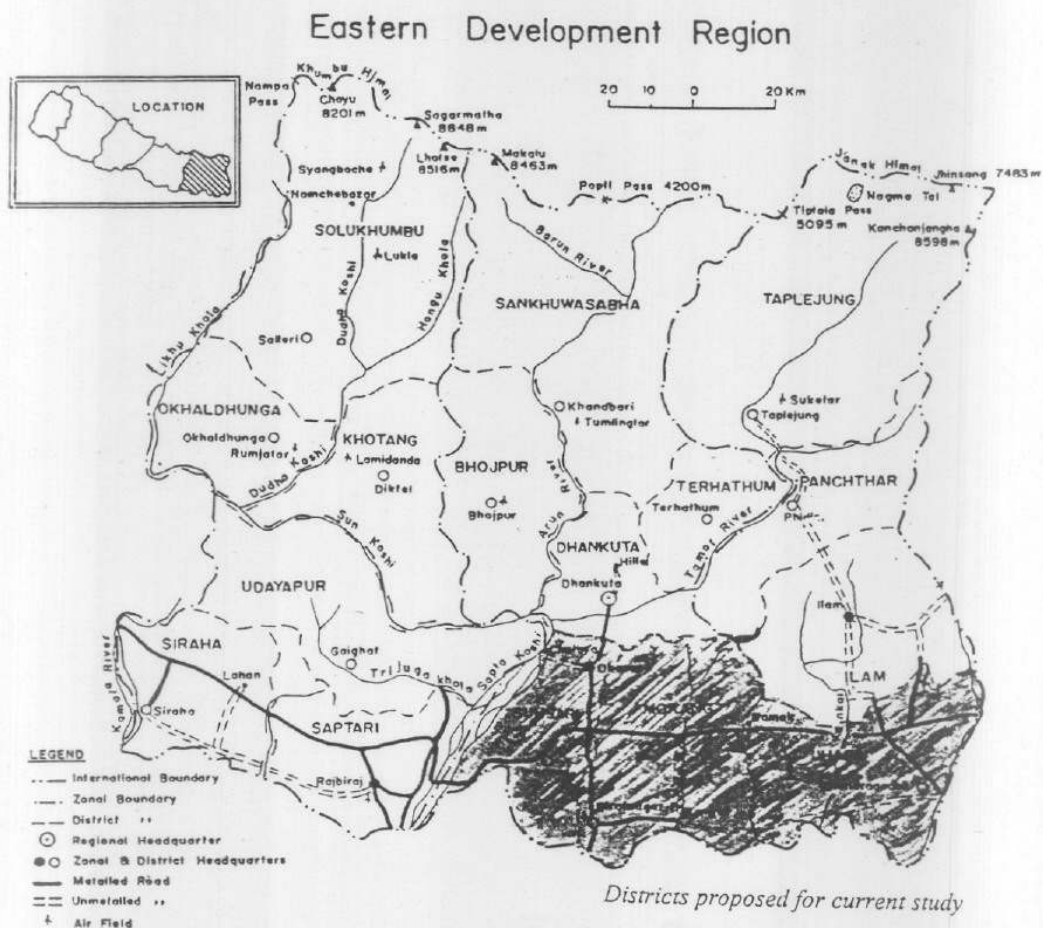 Eastern Development Region
LOCATION
Nampa Pass
Khumbu Himal
Choyu 8201m
Sagarmatha 8848m
Lhotse 8516m
Makalu 8463m
20 10 0 20 Km
Popti Pass 4200m
Janak Himal
Jhinsang 7483m
Nagma Tal
Tiptala Pass 5095m
Kanchanjangha 8598m
Syangboche
Namchebazar
SOLUKHUMBU
Lukla
Dudha Koshi
Hongu Khola
Barun River
SANKHUWASABHA
TAPLEJUNG
Likhu Khola
Salleri
OKHALDHUNGA
Okhaldhunga
Rumjatar
Dudha Koshi
KHOTANG
Lamidanda
Diktel
BHOJPUR
Bhojpur
Khandbari
Tumlingtar
Arun River
Suketar
Taplejung
TERHATHUM
Terhathum
PANCHTHAR
Tamor River
DHANKUTA
Hille
Dhankuta
Sun Koshi
UDAYAPUR
Ilam
SIRAHA
Gaighat
Trijuga khola
Sapta Koshi
LAM
Kamala River
Lahan
Siraha
SAPTARI
Rajbiraj
LEGEND
International Boundary
Zonal Boundary
District ,,
Regional Headquarter
Zonal & District Headquarters
Metalled Road
Unmetalled ,,
Air Field
Districts proposed for current study